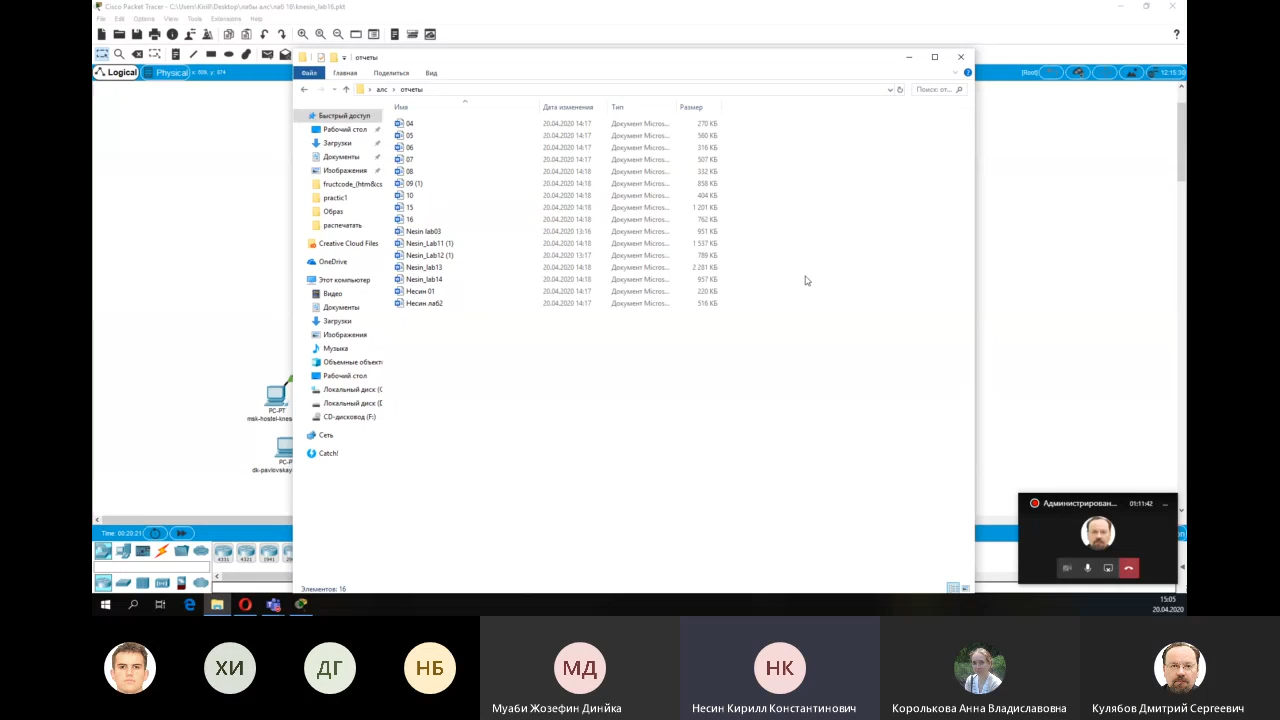 Cisco Packet Tracer - C:\Users\Kirill\Desktop\лабы алс\лаб 16\knesin_lab16.pkt
File Edit Options View Tools Extensions Help
Logical Physical x: 809, y: 574
[Root] 12:15:30
отчеты
Файл Главная Поделиться Вид
алс › отчеты
Поиск: от...
Имя Дата изменения Тип Размер
Быстрый доступ
Рабочий стол
Загрузки
Документы
Изображения
fructcode_(html&cs
practic1
Образ
распечатать
Creative Cloud Files
OneDrive
Этот компьютер
Видео
Документы
Загрузки
Изображения
Музыка
Объемные объекты
Рабочий стол
Локальный диск (C
Локальный диск (D
CD-дисковод (F:)
Сеть
Catch!
04 20.04.2020 14:17 Документ Micros... 270 КБ
05 20.04.2020 14:17 Документ Micros... 560 КБ
06 20.04.2020 14:17 Документ Micros... 316 КБ
07 20.04.2020 14:17 Документ Micros... 507 КБ
08 20.04.2020 14:18 Документ Micros... 332 КБ
09 (1) 20.04.2020 14:18 Документ Micros... 858 КБ
10 20.04.2020 14:18 Документ Micros... 404 КБ
15 20.04.2020 14:18 Документ Micros... 1 201 КБ
16 20.04.2020 14:18 Документ Micros... 762 КБ
Nesin lab03 20.04.2020 13:16 Документ Micros... 951 КБ
Nesin_Lab11 (1) 20.04.2020 14:18 Документ Micros... 1 537 КБ
Nesin_Lab12 (1) 20.04.2020 13:17 Документ Micros... 789 КБ
Nesin_lab13 20.04.2020 14:18 Документ Micros... 2 281 КБ
Nesin_lab14 20.04.2020 14:18 Документ Micros... 957 КБ
Несин 01 20.04.2020 14:17 Документ Micros... 220 КБ
Несин лаб2 20.04.2020 14:17 Документ Micros... 516 КБ
Элементов: 16
PC-PT
msk-hostel-knes
PC-P
dk-pavlovskay
Time: 00:20:21
4331 4321 1941
Администрирован... 01:11:42 ...
15:05
20.04.2020
ХИ
ДГ
НБ
МД
НК
Муаби Жозефин Динйка
Несин Кирилл Константинович
Королькова Анна Владиславовна
Кулябов Дмитрий Сергеевич